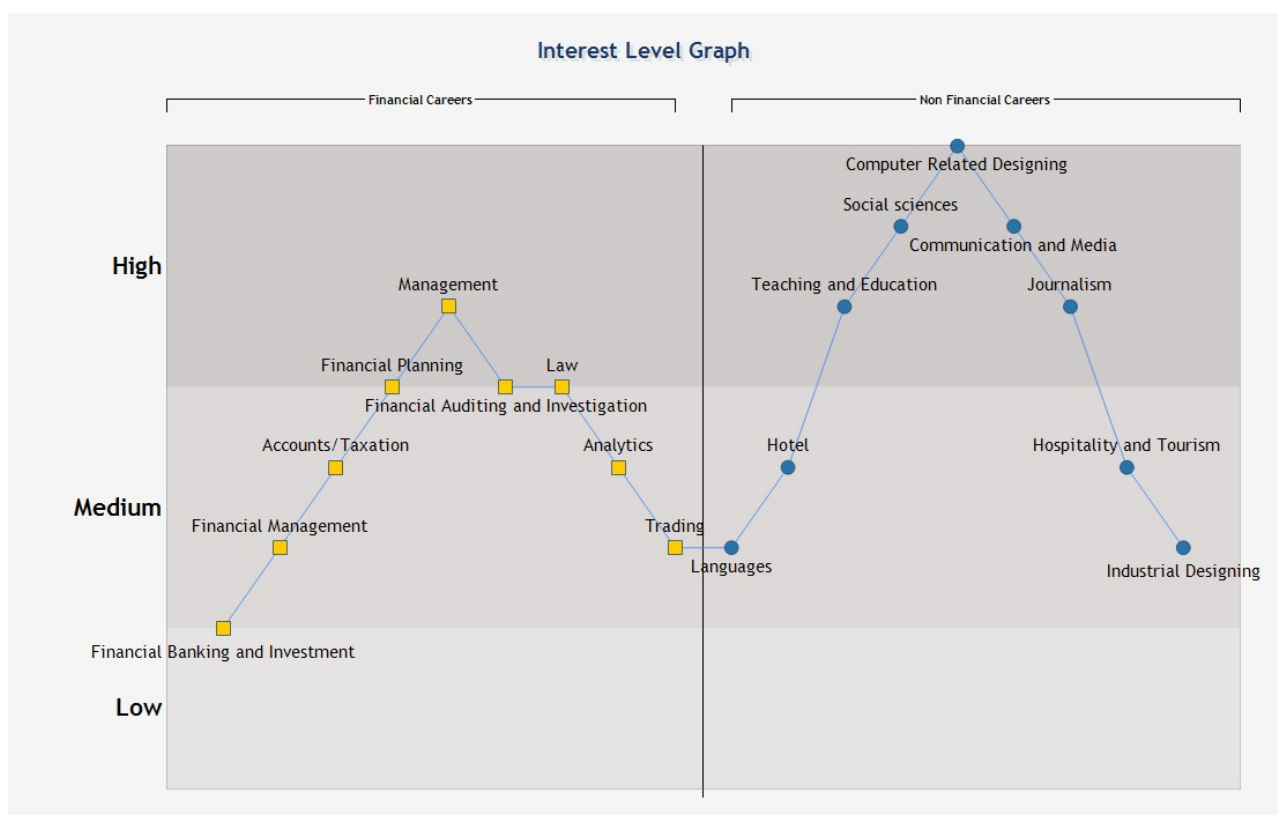 Interest Level Graph
Financial Careers
Non Financial Careers
Computer Related Designing
Social sciences
Communication and Media
High
Management
Teaching and Education
Journalism
Financial Planning
Law
Financial Auditing and Investigation
Accounts/Taxation
Analytics
Hotel
Hospitality and Tourism
Medium
Financial Management
Trading
Languages
Industrial Designing
Financial Banking and Investment
Low